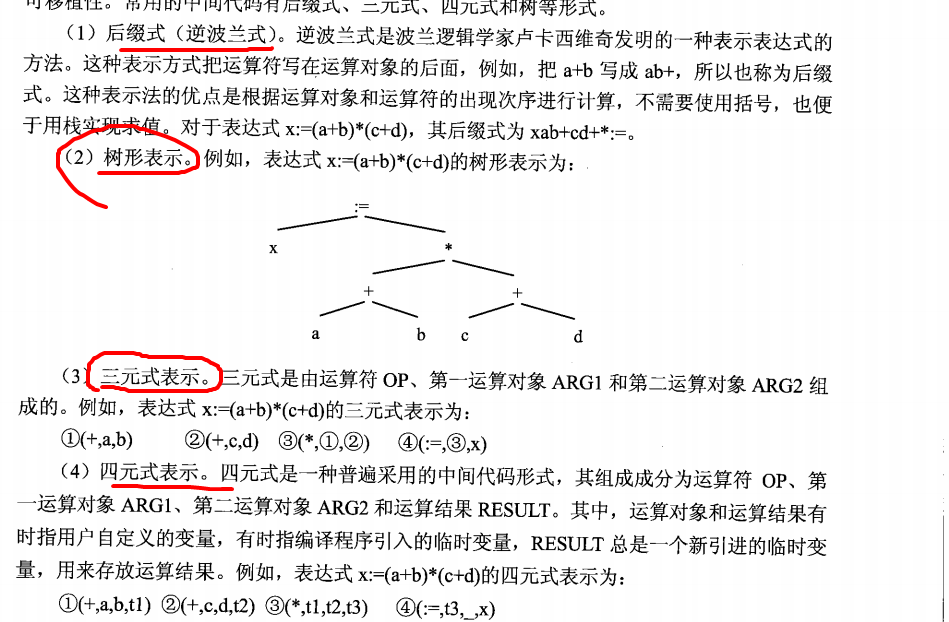 可移植性。常用的中间代码有后缀式、三元式、四元式和树等形式。
（1）后缀式（逆波兰式）。逆波兰式是波兰逻辑学家卢卡西维奇发明的一种表示表达式的
方法。这种表示方式把运算符写在运算对象的后面，例如，把 a+b 写成 ab+，所以也称为后缀
式。这种表示法的优点是根据运算对象和运算符的出现次序进行计算，不需要使用括号，也便
于用栈实现求值。对于表达式 x:=(a+b)*(c+d)，其后缀式为 xab+cd+*:=。
（2）树形表示。例如，表达式 x:=(a+b)*(c+d)的树形表示为：
:=
x *
+ +
a b c d
（3）三元式表示。三元式是由运算符 OP、第一运算对象 ARG1 和第二运算对象 ARG2 组
成的。例如，表达式 x:=(a+b)*(c+d)的三元式表示为：
①(+,a,b) ②(+,c,d) ③(*,①,②) ④(:=,③,x)
（4）四元式表示。四元式是一种普遍采用的中间代码形式，其组成成分为运算符 OP、第
一运算对象 ARG1、第二运算对象 ARG2 和运算结果 RESULT。其中，运算对象和运算结果有
时指用户自定义的变量，有时指编译程序引入的临时变量，RESULT 总是一个新引进的临时变
量，用来存放运算结果。例如，表达式 x:=(a+b)*(c+d)的四元式表示为：
①(+,a,b,t1) ②(+,c,d,t2) ③(*,t1,t2,t3) ④(:=,t3,_,x)